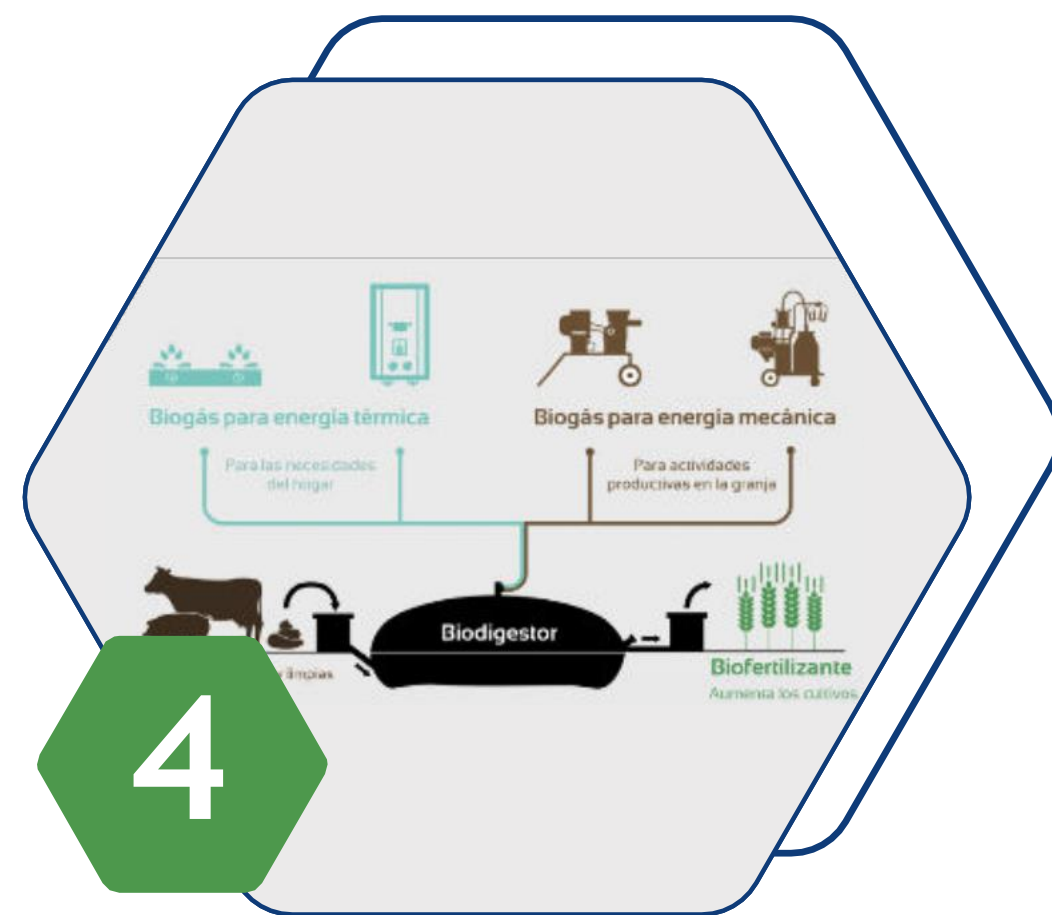 Biogás para energía térmica
Biogás para energía mecánica
Para las necesidades
del hogar
Para actividades
productivas en la granja
Biodigestor
limpias
Biofertilizante
Aumenta los cultivos
4